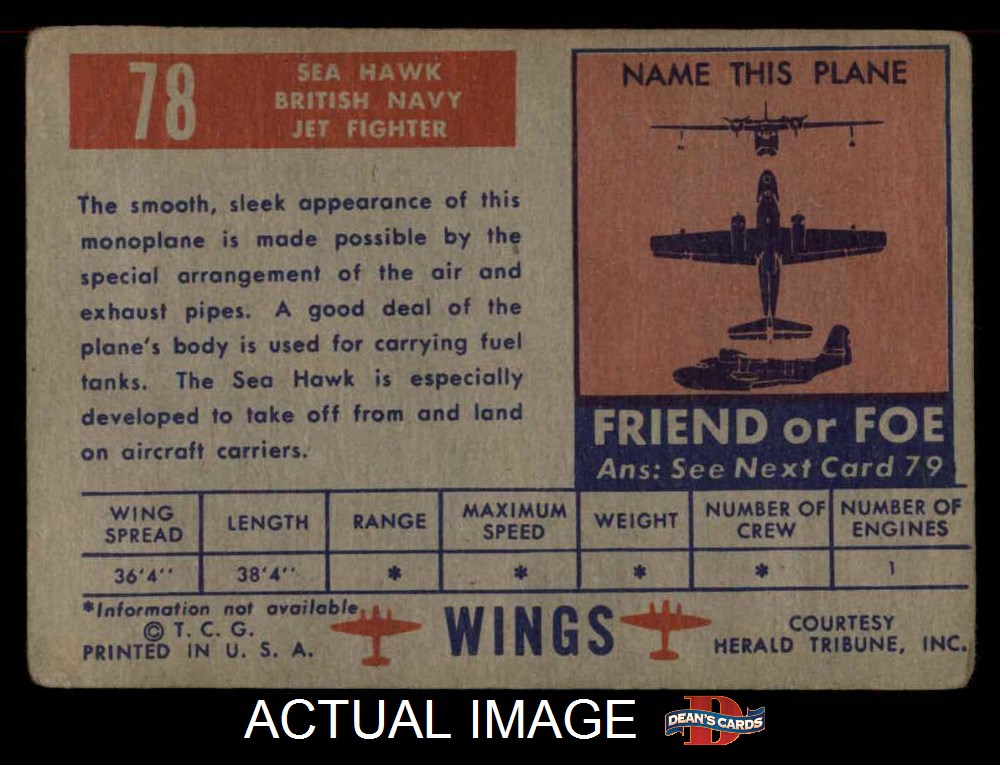 78
SEA HAWK
BRITISH NAVY
JET FIGHTER
The smooth, sleek appearance of this
monoplane is made possible by the
special arrangement of the air and
exhaust pipes. A good deal of the
plane's body is used for carrying fuel
tanks. The Sea Hawk is especially
developed to take off from and land
on aircraft carriers.
NAME THIS PLANE
FRIEND or FOE
Ans: See Next Card 79
WING SPREAD LENGTH RANGE MAXIMUM SPEED WEIGHT NUMBER OF CREW NUMBER OF ENGINES
36'4'' 38'4'' * * * * 1
*Information not available
© T. C. G.
PRINTED IN U. S. A.
WINGS
COURTESY
HERALD TRIBUNE, INC.
ACTUAL IMAGE
D
DEAN'S CARDS